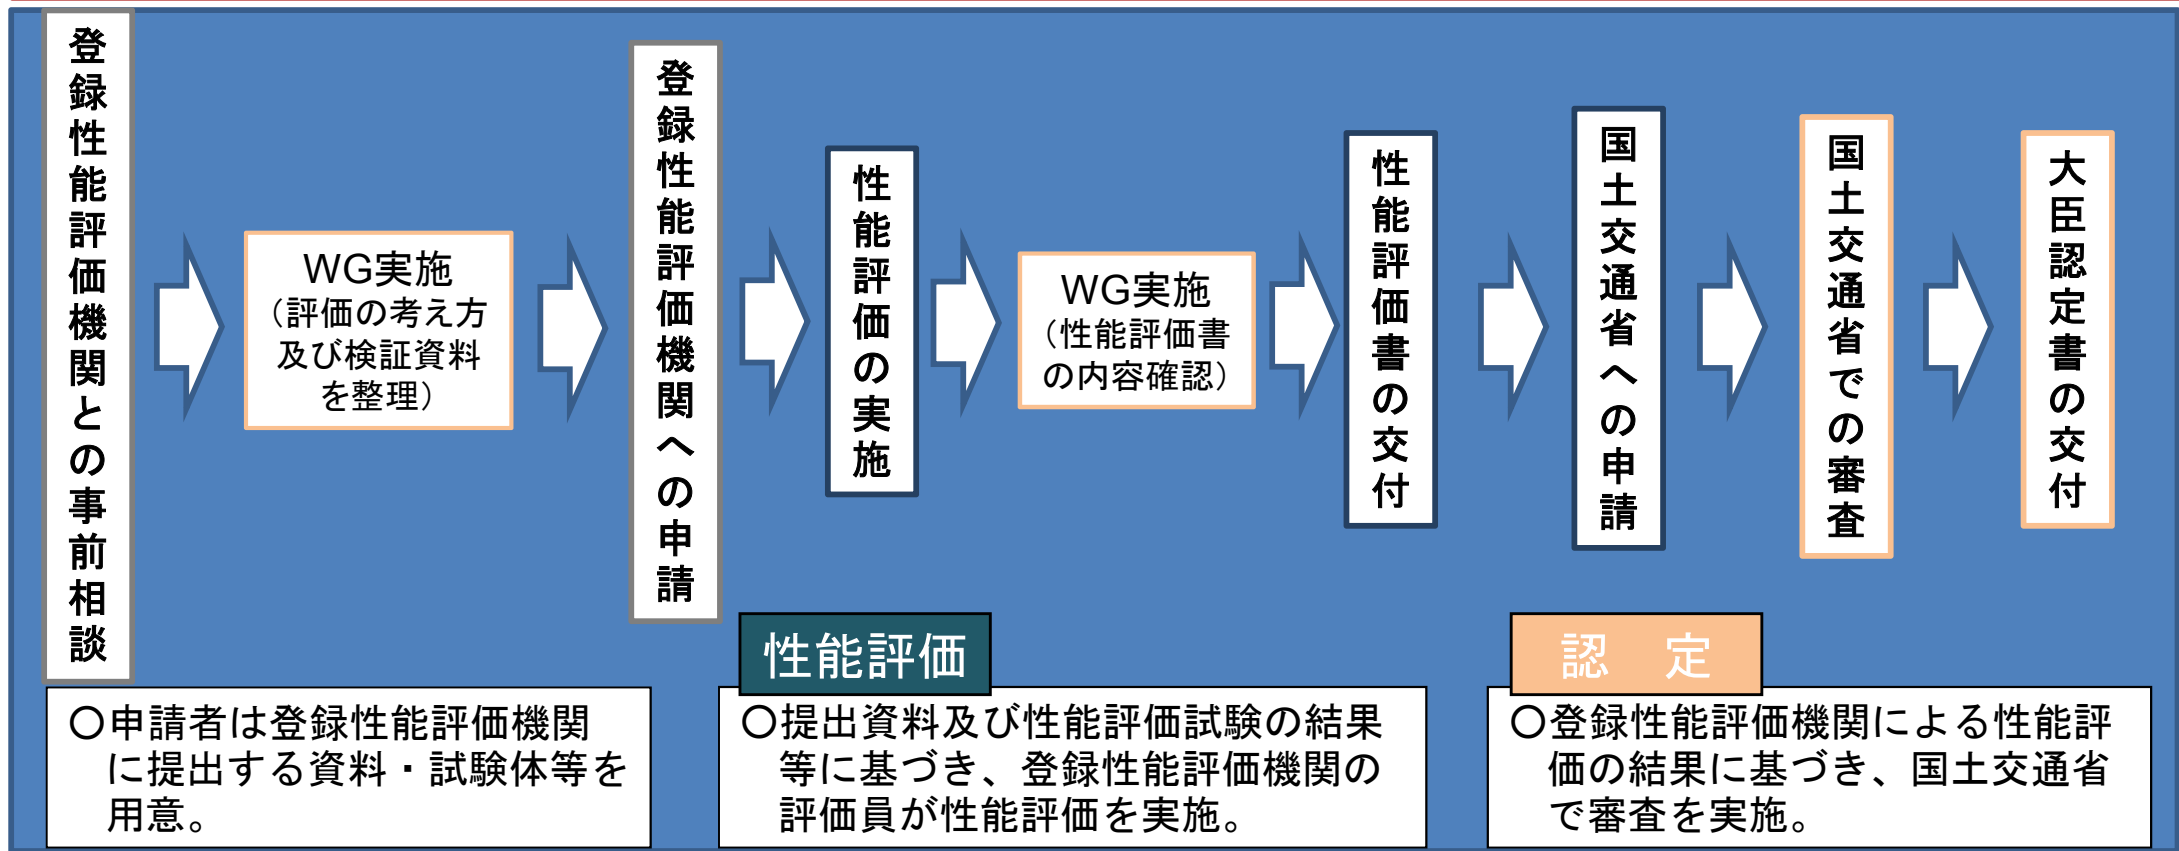 登録性能評価機関との事前相談
WG実施
（評価の考え方
及び検証資料
を整理）
登録性能評価機関への申請
性能評価の実施
WG実施
（性能評価書
の内容確認）
性能評価書の交付
国土交通省への申請
国土交通省での審査
大臣認定書の交付
〇申請者は登録性能評価機関
に提出する資料・試験体等を
用意。
性能評価
〇提出資料及び性能評価試験の結果
等に基づき、登録性能評価機関の
評価員が性能評価を実施。
認　定
〇登録性能評価機関による性能評
価の結果に基づき、国土交通省
で審査を実施。